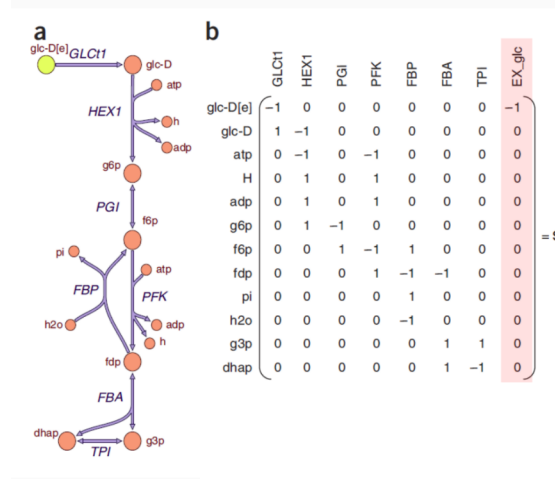 a
glc-D[e]
GLCt1
glc-D
atp
HEX1
h
adp
g6p
PGI
f6p
pi
atp
FBP
PFK
h2o
adp
h
fdp
FBA
dhap
g3p
TPI
b
GLCt1 HEX1 PGI PFK FBP FBA TPI EX_glc
glc-D[e] −1 0 0 0 0 0 0 −1
glc-D 1 −1 0 0 0 0 0 0
atp 0 −1 0 −1 0 0 0 0
H 0 1 0 1 0 0 0 0
adp 0 1 0 1 0 0 0 0
g6p 0 1 −1 0 0 0 0 0
f6p 0 0 1 −1 1 0 0 0
fdp 0 0 0 1 −1 −1 0 0
pi 0 0 0 0 1 0 0 0
h2o 0 0 0 0 −1 0 0 0
g3p 0 0 0 0 0 1 1 0
dhap 0 0 0 0 0 1 −1 0
=